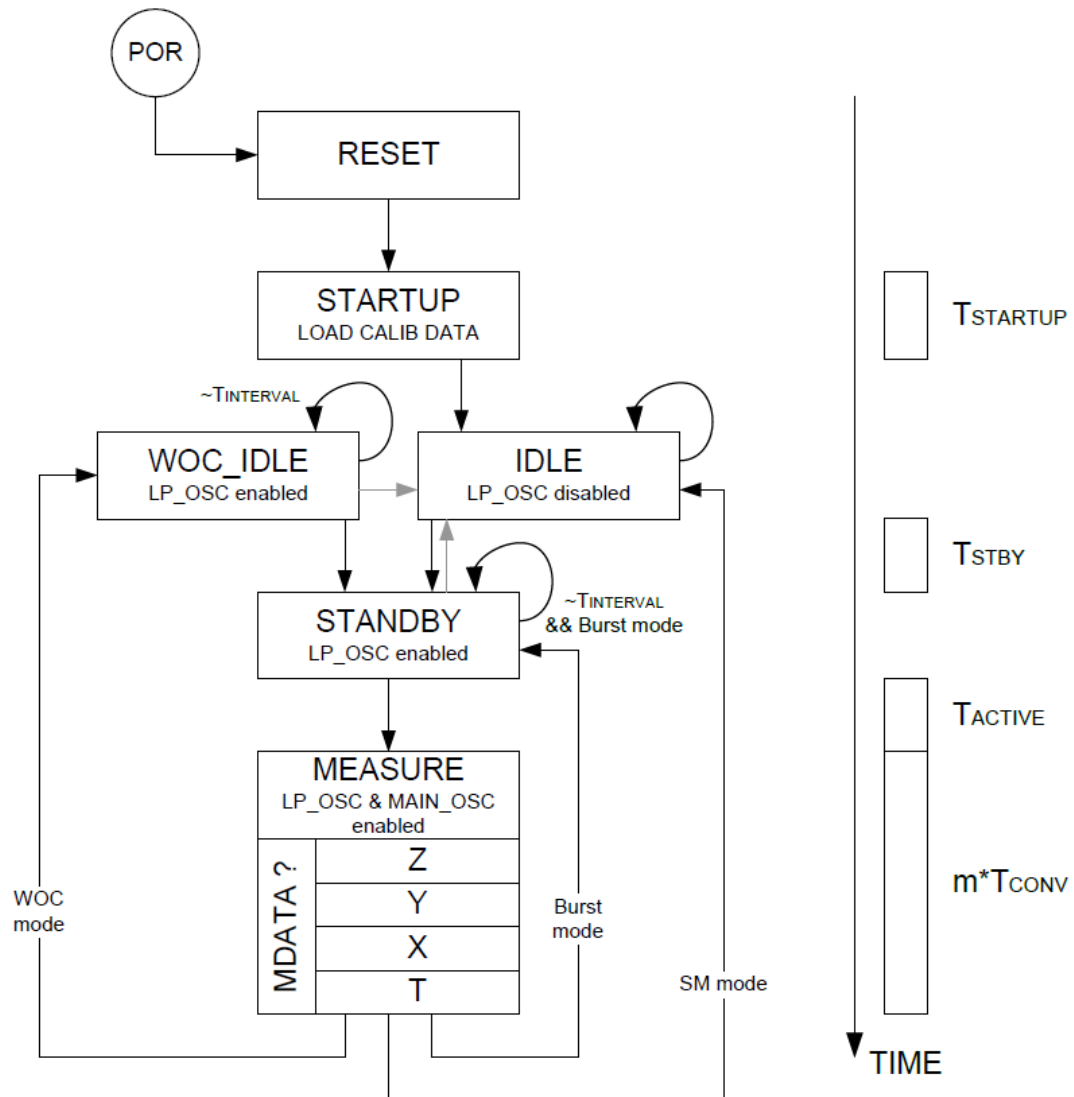 POR
RESET
STARTUP
LOAD CALIB DATA
TSTARTUP
~TINTERVAL
WOC_IDLE
LP_OSC enabled
IDLE
LP_OSC disabled
TSTBY
STANDBY
LP_OSC enabled
~TINTERVAL
&& Burst mode
TACTIVE
MEASURE
LP_OSC & MAIN_OSC
enabled
MDATA ?
Z
Y
X
T
WOC
mode
Burst
mode
SM mode
m*TCONV
TIME